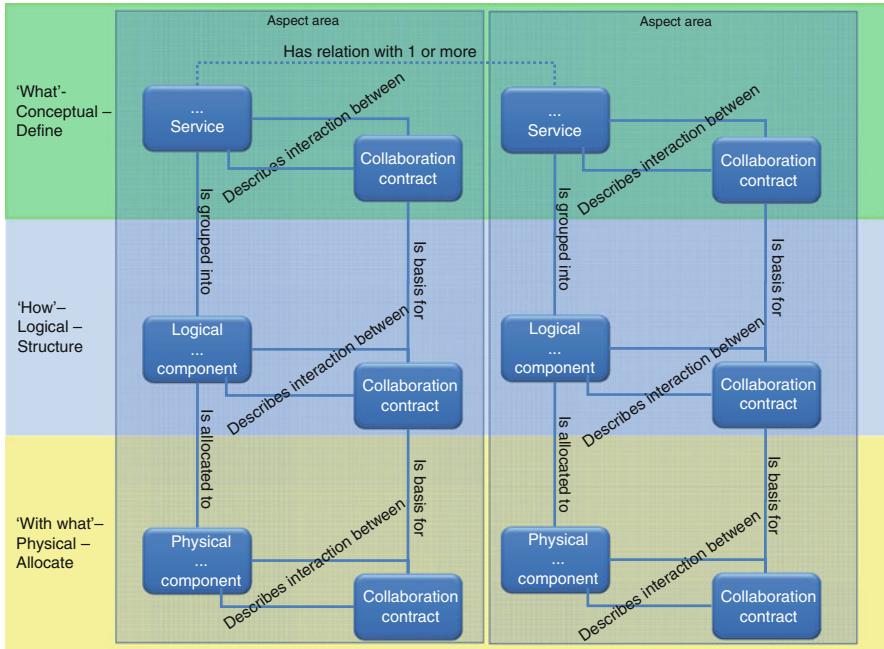 Aspect area
Aspect area
Has relation with 1 or more
'What'-
Conceptual –
Define
...
Service
Describes interaction between
Collaboration
contract
...
Service
Describes interaction between
Collaboration
contract
Is grouped into
Is basis for
Is grouped into
Is basis for
'How'–
Logical –
Structure
Logical
...
component
Describes interaction between
Collaboration
contract
Logical
...
component
Describes interaction between
Collaboration
contract
Is allocated to
Is basis for
Is allocated to
Is basis for
'With what'–
Physical –
Allocate
Physical
...
component
Describes interaction between
Collaboration
contract
Physical
...
component
Describes interaction between
Collaboration
contract